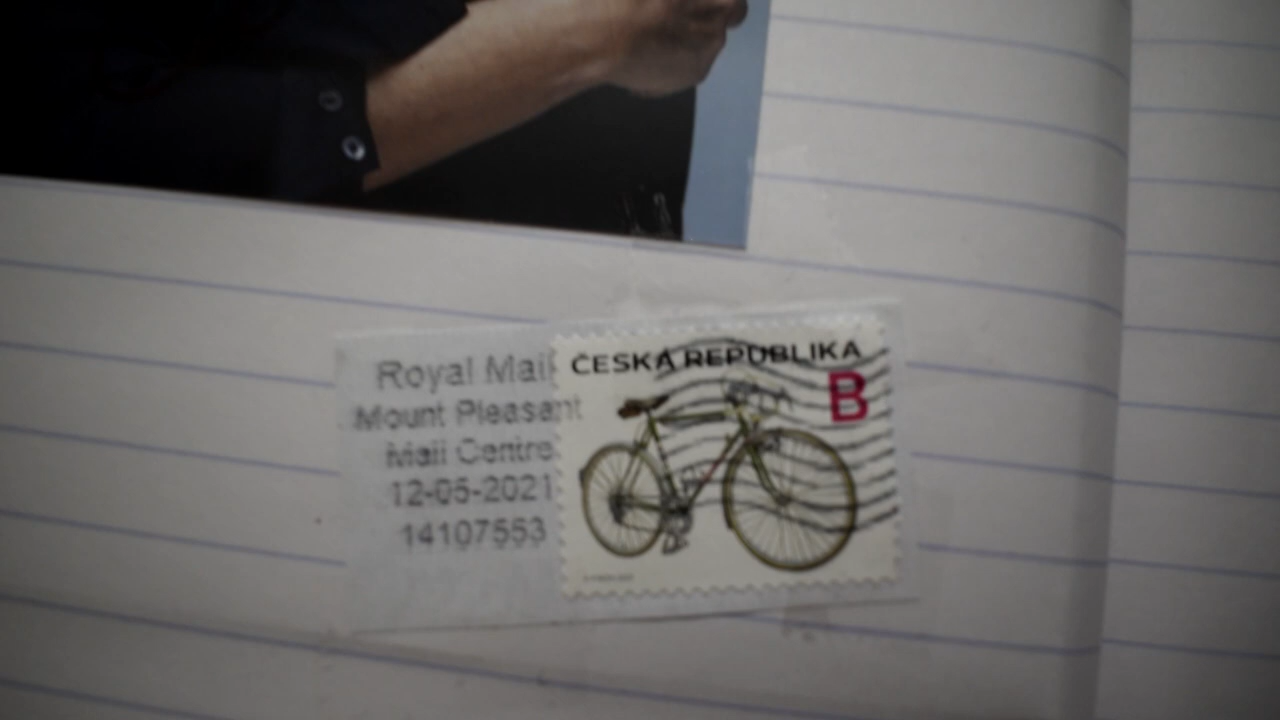 Royal Mail
Mount Pleasant
Mail Centre
12-05-2021
14107553
ČESKÁ REPUBLIKA
B